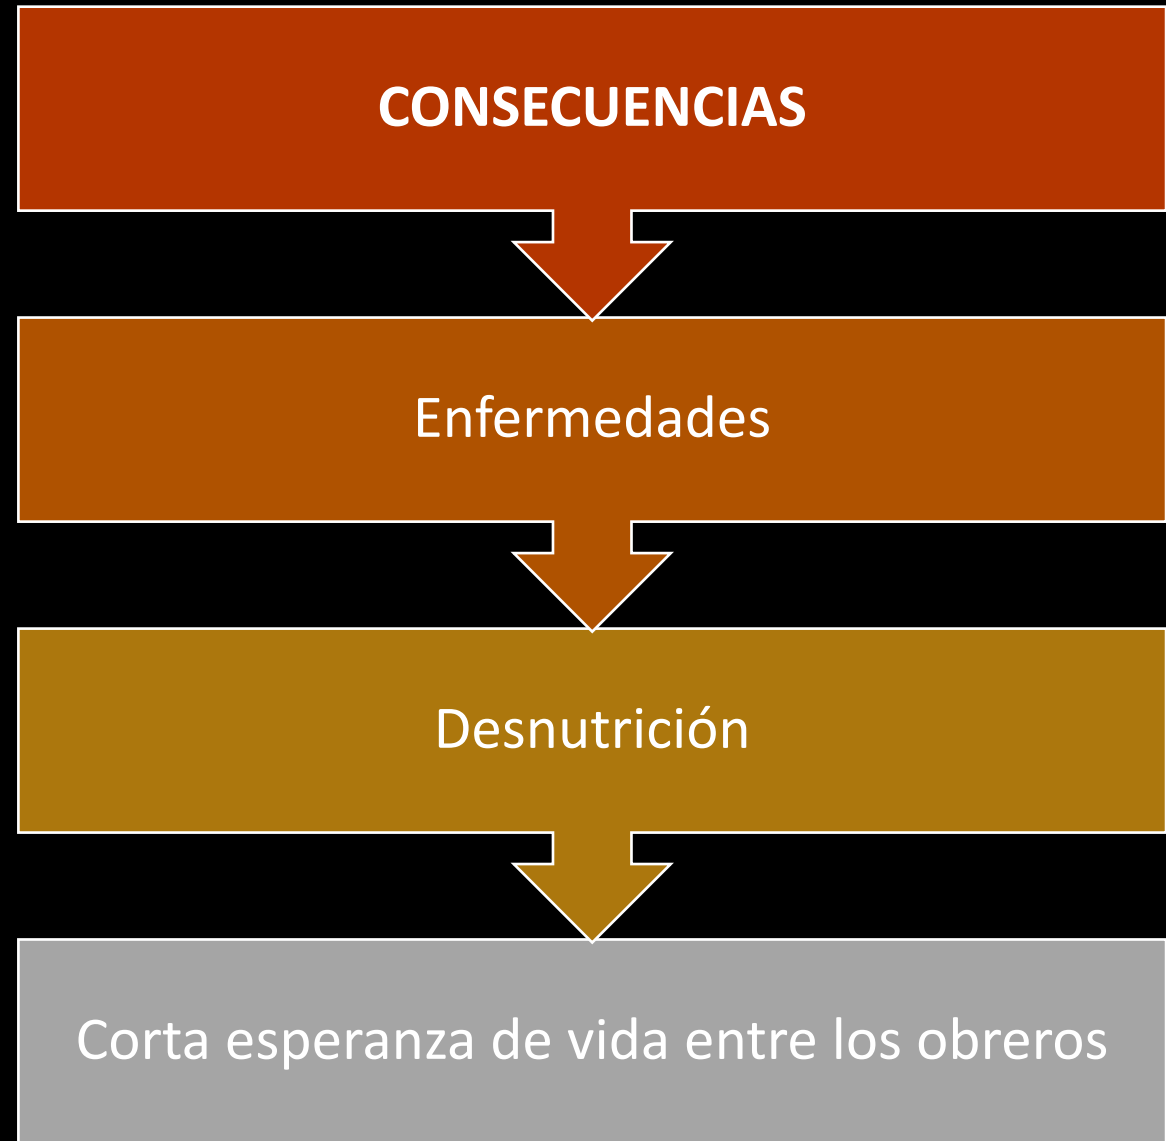 CONSECUENCIAS
Enfermedades
Desnutrición
Corta esperanza de vida entre los obreros